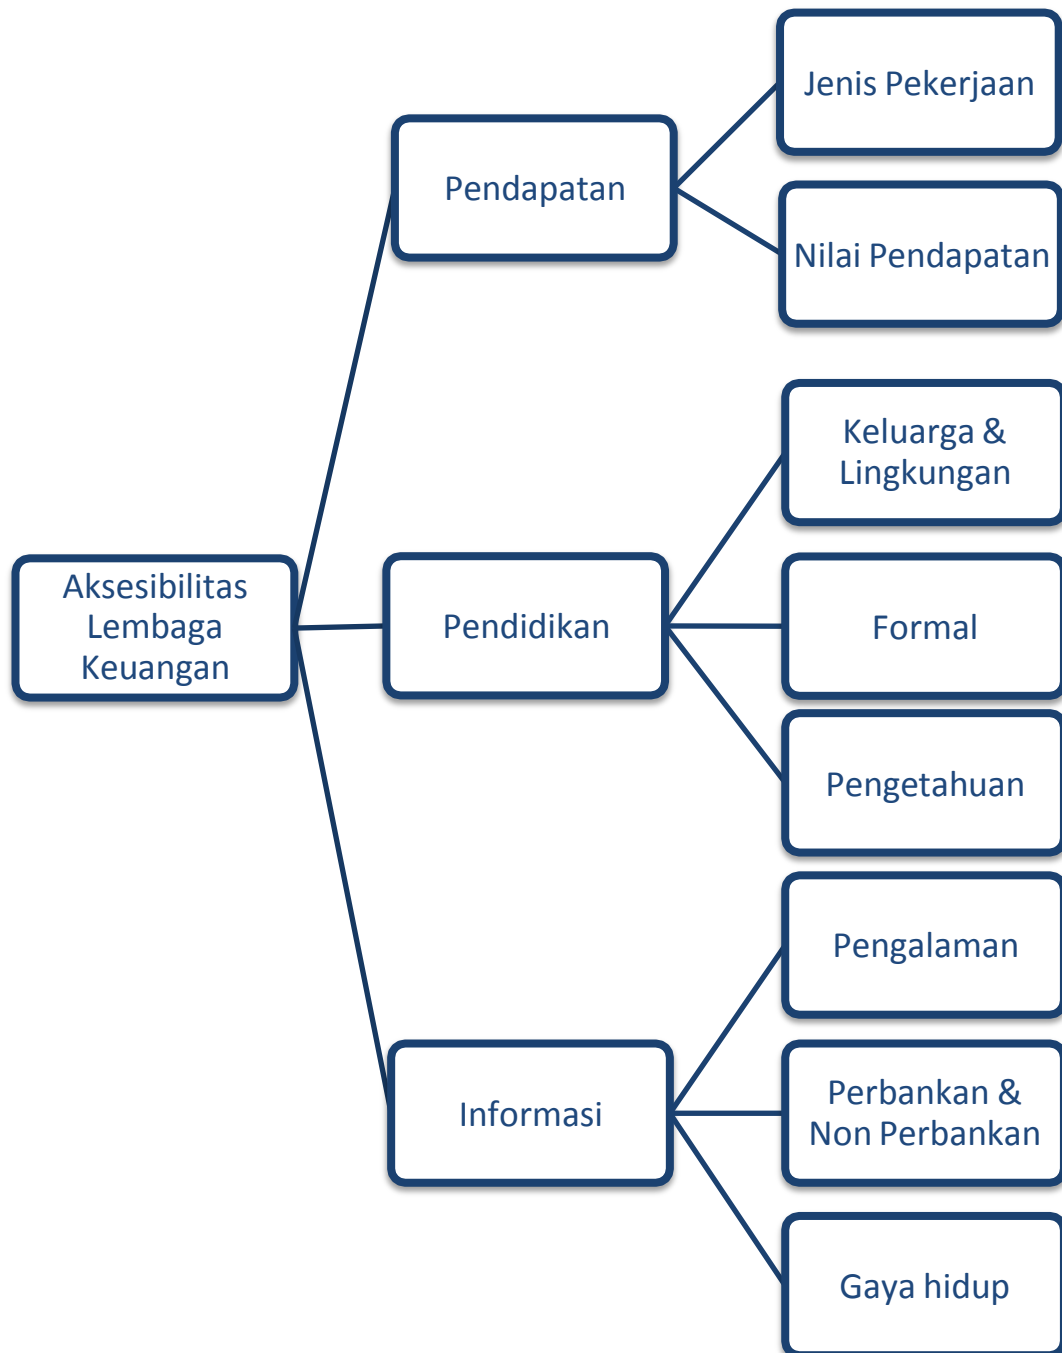 Jenis Pekerjaan
Pendapatan
Nilai Pendapatan
Keluarga &
Lingkungan
Aksesibilitas
Lembaga
Keuangan
Pendidikan
Formal
Pengetahuan
Pengalaman
Informasi
Perbankan &
Non Perbankan
Gaya hidup